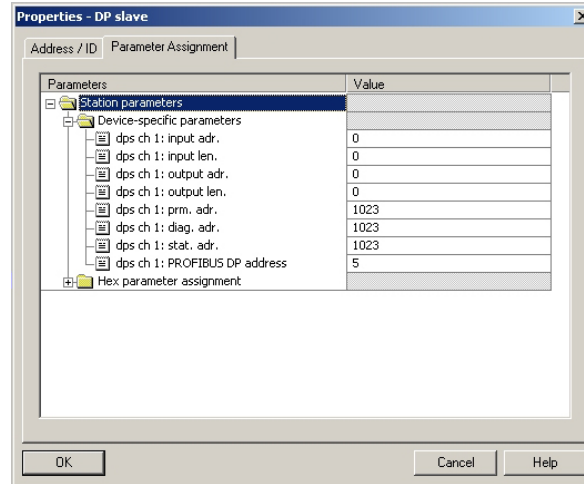 Properties - DP slave
Address / ID Parameter Assignment
Parameters Value
Station parameters
Device-specific parameters
dps ch 1: input adr. 0
dps ch 1: input len. 0
dps ch 1: output adr. 0
dps ch 1: output len. 0
dps ch 1: prm. adr. 1023
dps ch 1: diag. adr. 1023
dps ch 1: stat. adr. 1023
dps ch 1: PROFIBUS DP address 5
Hex parameter assignment
OK Cancel Help